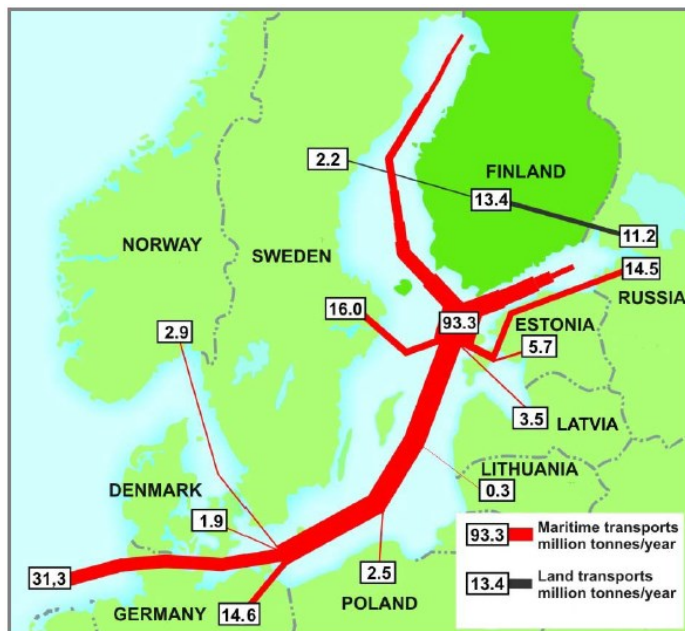 2.2
FINLAND
13.4
NORWAY
11.2
SWEDEN
14.5
RUSSIA
16.0
93.3
ESTONIA
2.9
5.7
3.5
LATVIA
LITHUANIA
DENMARK
0.3
1.9
93.3 Maritime transports
million tonnes/year
31,3
2.5
13.4 Land transports
million tonnes/year
POLAND
GERMANY
14.6